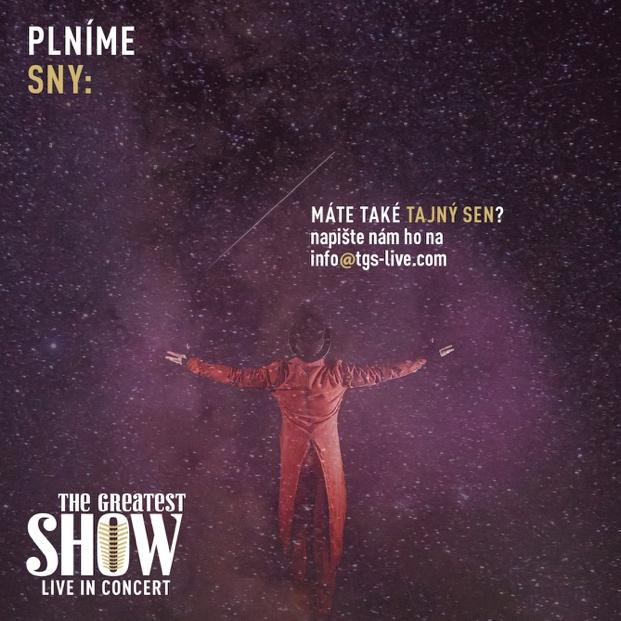 PLNÍME
SNY:
MÁTE TAKÉ TAJNÝ SEN?
napište nám ho na
info@tgs-live.com
THE GREATEST
SHOW
LIVE IN CONCERT